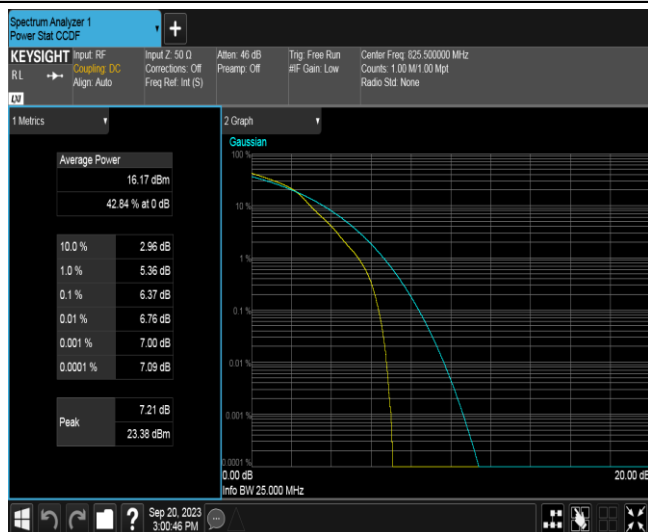 Spectrum Analyzer 1
Power Stat CCDF
+
KEYSIGHT
RL
LXI
Input: RF
Coupling: DC
Align: Auto
Input Z: 50 Ω
Corrections: Off
Freq Ref: Int (S)
Atten: 46 dB
Preamp: Off
Trig: Free Run
#IF Gain: Low
Center Freq: 825.500000 MHz
Counts: 1.00 M/1.00 Mpt
Radio Std: None
1 Metrics
Average Power
16.17 dBm
42.84 % at 0 dB
10.0 % 2.96 dB
1.0 % 5.36 dB
0.1 % 6.37 dB
0.01 % 6.76 dB
0.001 % 7.00 dB
0.0001 % 7.09 dB
Peak 7.21 dB
23.38 dBm
2 Graph
Gaussian
100 %
10 %
1 %
0.1 %
0.01 %
0.001 %
0.0001 %
0.00 dB 20.00 dB
Info BW 25.000 MHz
?
Sep 20, 2023
3:00:46 PM